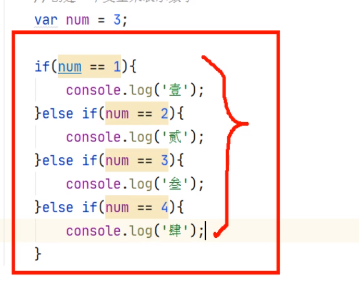 var num = 3;
if(num == 1){
console.log('壹');
}else if(num == 2){
console.log('贰');
}else if(num == 3){
console.log('叁');
}else if(num == 4){
console.log('肆');
}